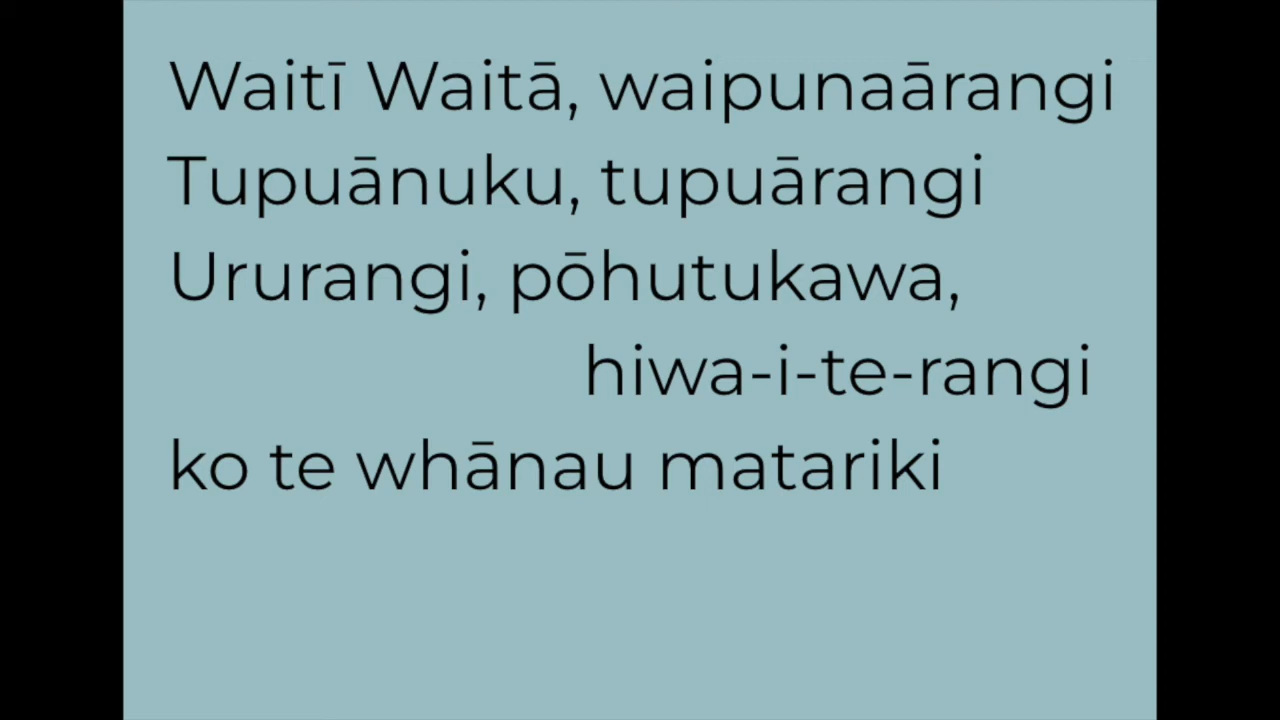 Waitī Waitā, waipunaārangi
Tupuānuku, tupuārangi
Ururangi, pōhutukawa,
hiwa-i-te-rangi
ko te whānau matariki